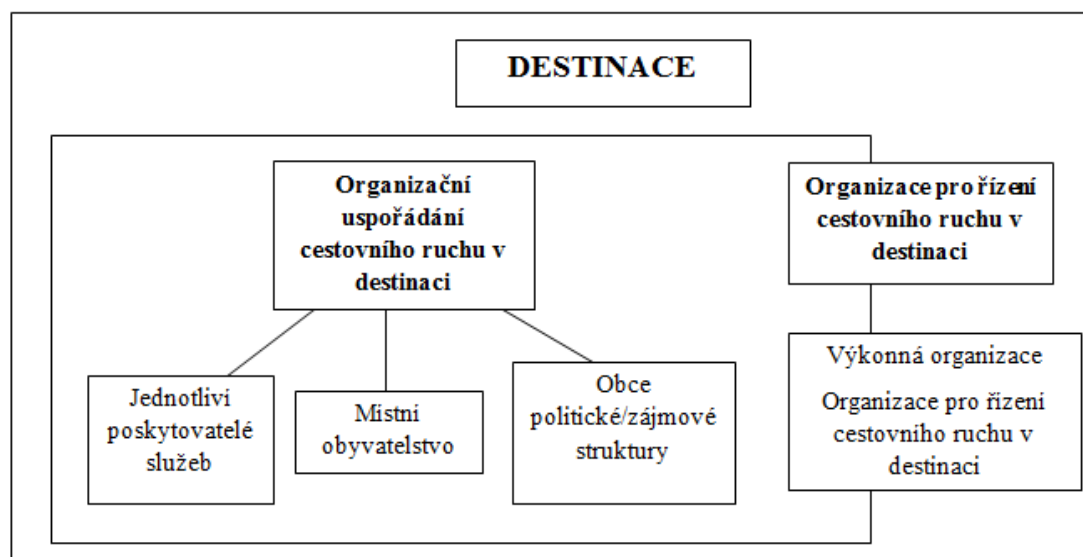 DESTINACE
Organizační
uspořádání
cestovního ruchu v
destinaci
Organizace pro řízení
cestovního ruchu v
destinaci
Jednotliví
poskytovatelé
služeb
Místní
obyvatelstvo
Obce
politické/zájmové
struktury
Výkonná organizace
Organizace pro řízení
cestovního ruchu v
destinaci